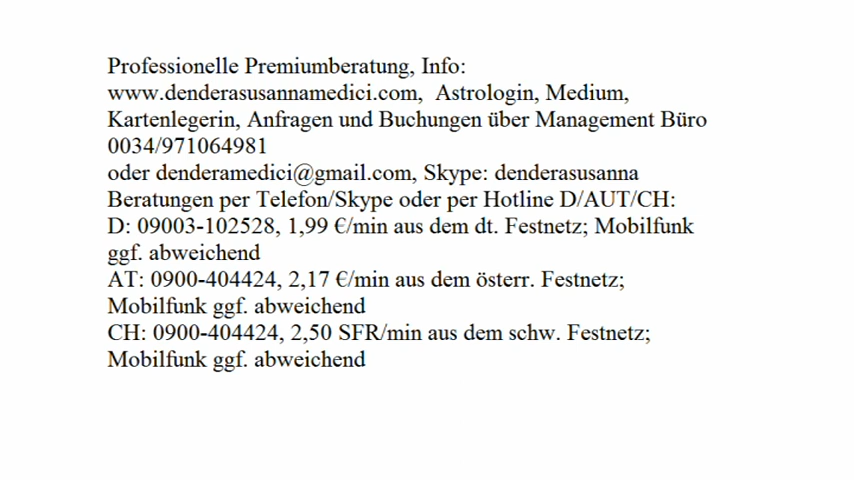 Professionelle Premiumberatung, Info:
www.denderasusannamedici.com,  Astrologin, Medium,
Kartenlegerin, Anfragen und Buchungen über Management Büro
0034/971064981
oder denderamedici@gmail.com, Skype: denderasusanna
Beratungen per Telefon/Skype oder per Hotline D/AUT/CH:
D: 09003-102528, 1,99 €/min aus dem dt. Festnetz; Mobilfunk
ggf. abweichend
AT: 0900-404424, 2,17 €/min aus dem österr. Festnetz;
Mobilfunk ggf. abweichend
CH: 0900-404424, 2,50 SFR/min aus dem schw. Festnetz;
Mobilfunk ggf. abweichend